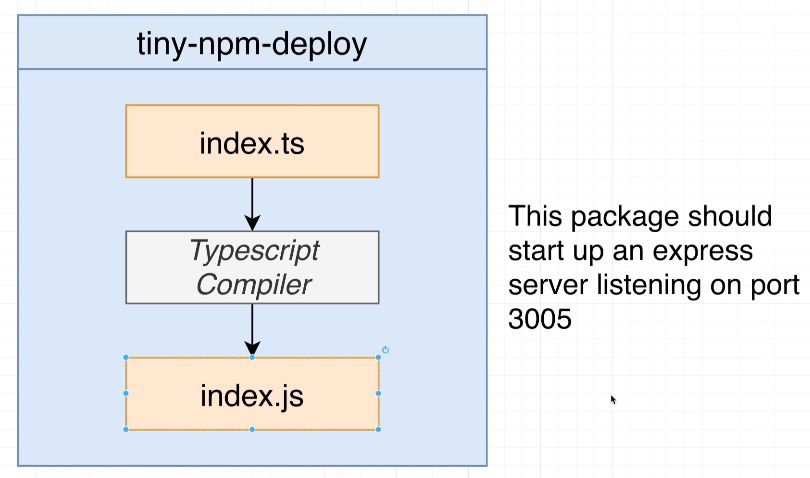 tiny-npm-deploy
index.ts
Typescript
Compiler
index.js
This package should
start up an express
server listening on port
3005